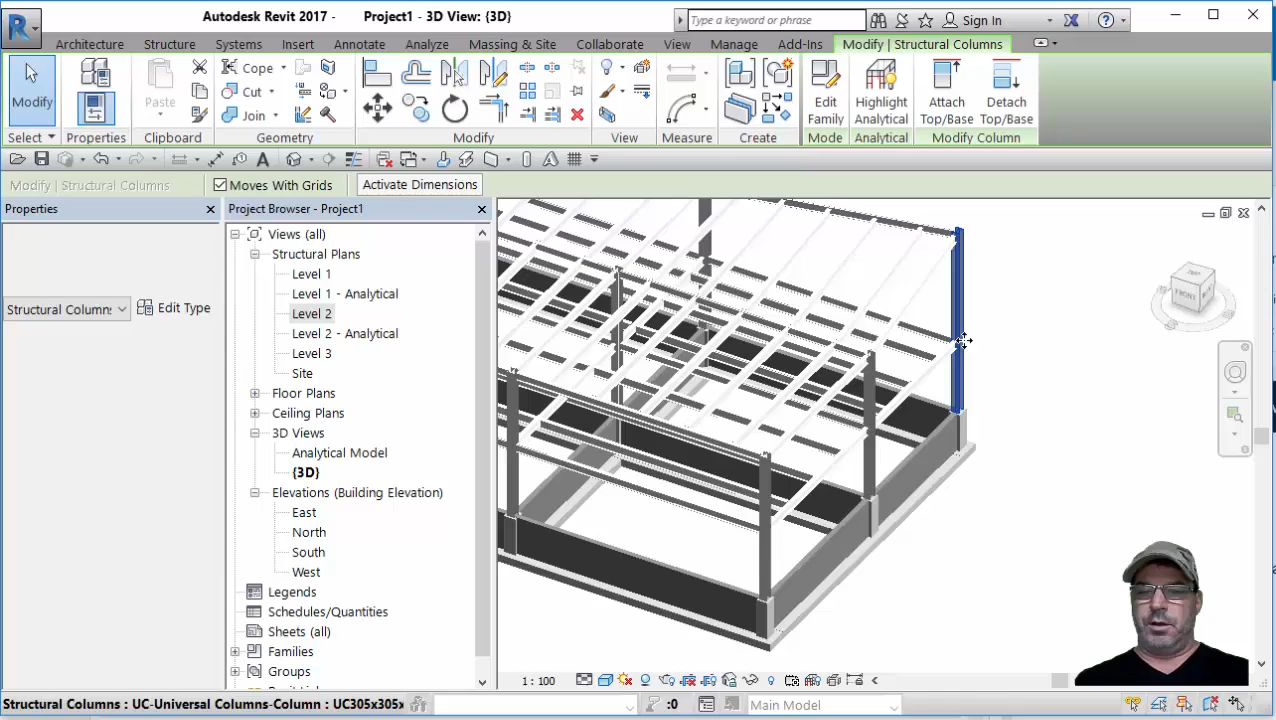 Autodesk Revit 2017 - Project1 - 3D View: {3D}
Type a keyword or phrase
Sign In
Architecture Structure Systems Insert Annotate Analyze Massing & Site Collaborate View Manage Add-Ins Modify | Structural Columns
Modify
Paste
Cope
Cut
Join
Edit Family
Highlight Analytical
Attach Top/Base
Detach Top/Base
Select Properties Clipboard Geometry Modify View Measure Create Mode Analytical Modify Column
Modify | Structural Columns
Moves With Grids
Activate Dimensions
Properties
Project Browser - Project1
Structural Column
Edit Type
Views (all)
Structural Plans
Level 1
Level 1 - Analytical
Level 2
Level 2 - Analytical
Level 3
Site
Floor Plans
Ceiling Plans
3D Views
Analytical Model
{3D}
Elevations (Building Elevation)
East
North
South
West
Legends
Schedules/Quantities
Sheets (all)
Families
Groups
TOP
FRONT
1 : 100
Structural Columns : UC-Universal Columns-Column : UC305x305x
:0
Main Model